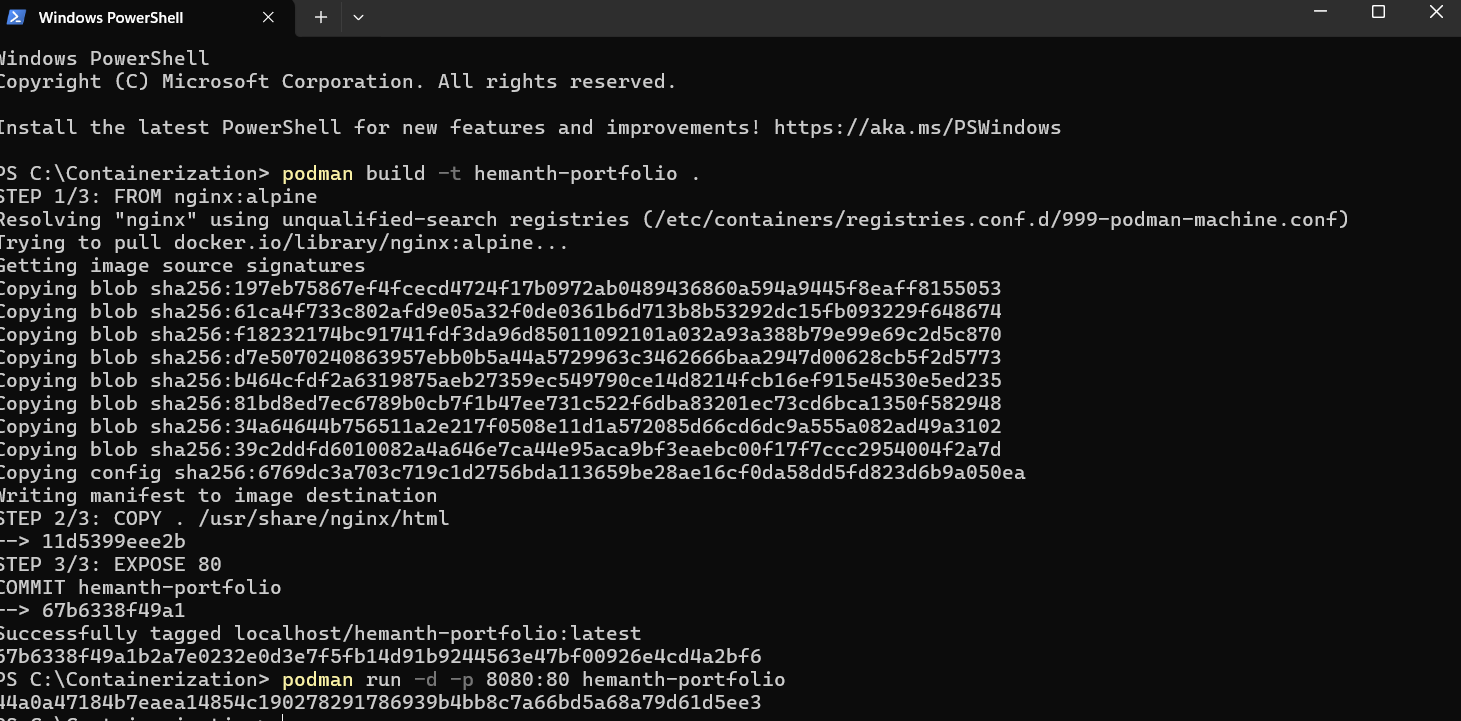 Windows PowerShell
Windows PowerShell
Copyright (C) Microsoft Corporation. All rights reserved.
Install the latest PowerShell for new features and improvements! https://aka.ms/PSWindows
PS C:\Containerization> podman build -t hemanth-portfolio .
STEP 1/3: FROM nginx:alpine
Resolving "nginx" using unqualified-search registries (/etc/containers/registries.conf.d/999-podman-machine.conf)
Trying to pull docker.io/library/nginx:alpine...
Getting image source signatures
Copying blob sha256:197eb75867ef4fcecd4724f17b0972ab0489436860a594a9445f8eaff8155053
Copying blob sha256:61ca4f733c802afd9e05a32f0de0361b6d713b8b53292dc15fb093229f648674
Copying blob sha256:f18232174bc91741fdf3da96d85011092101a032a93a388b79e99e69c2d5c870
Copying blob sha256:d7e5070240863957ebb0b5a44a5729963c3462666baa2947d00628cb5f2d5773
Copying blob sha256:b464cfdf2a6319875aeb27359ec549790ce14d8214fcb16ef915e4530e5ed235
Copying blob sha256:81bd8ed7ec6789b0cb7f1b47ee731c522f6dba83201ec73cd6bca1350f582948
Copying blob sha256:34a64644b756511a2e217f0508e11d1a572085d66cd6dc9a555a082ad49a3102
Copying blob sha256:39c2ddfd6010082a4a646e7ca44e95aca9bf3eaebc00f17f7ccc2954004f2a7d
Copying config sha256:6769dc3a703c719c1d2756bda113659be28ae16cf0da58dd5fd823d6b9a050ea
Writing manifest to image destination
STEP 2/3: COPY . /usr/share/nginx/html
--> 11d5399eee2b
STEP 3/3: EXPOSE 80
COMMIT hemanth-portfolio
--> 67b6338f49a1
Successfully tagged localhost/hemanth-portfolio:latest
67b6338f49a1b2a7e0232e0d3e7f5fb14d91b9244563e47bf00926e4cd4a2bf6
PS C:\Containerization> podman run -d -p 8080:80 hemanth-portfolio
44a0a47184b7eaea14854c190278291786939b4bb8c7a66bd5a68a79d61d5ee3
PS C:\Containerization>